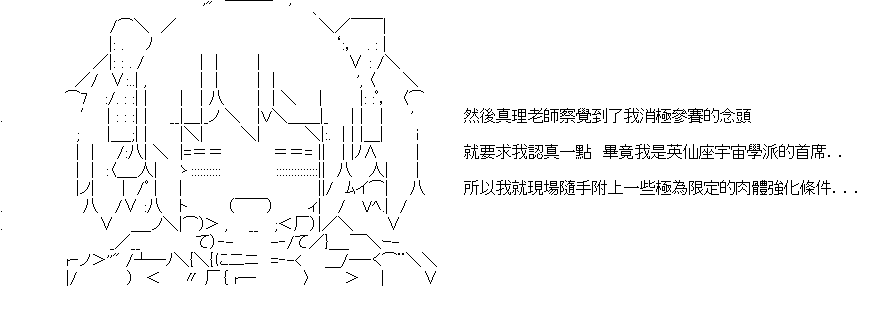 然後真理老師察覺到了我消極參賽的念頭
就要求我認真一點 畢竟我是英仙座宇宙學派的首席..
所以我就現場隨手附上一些極為限定的肉體強化條件...